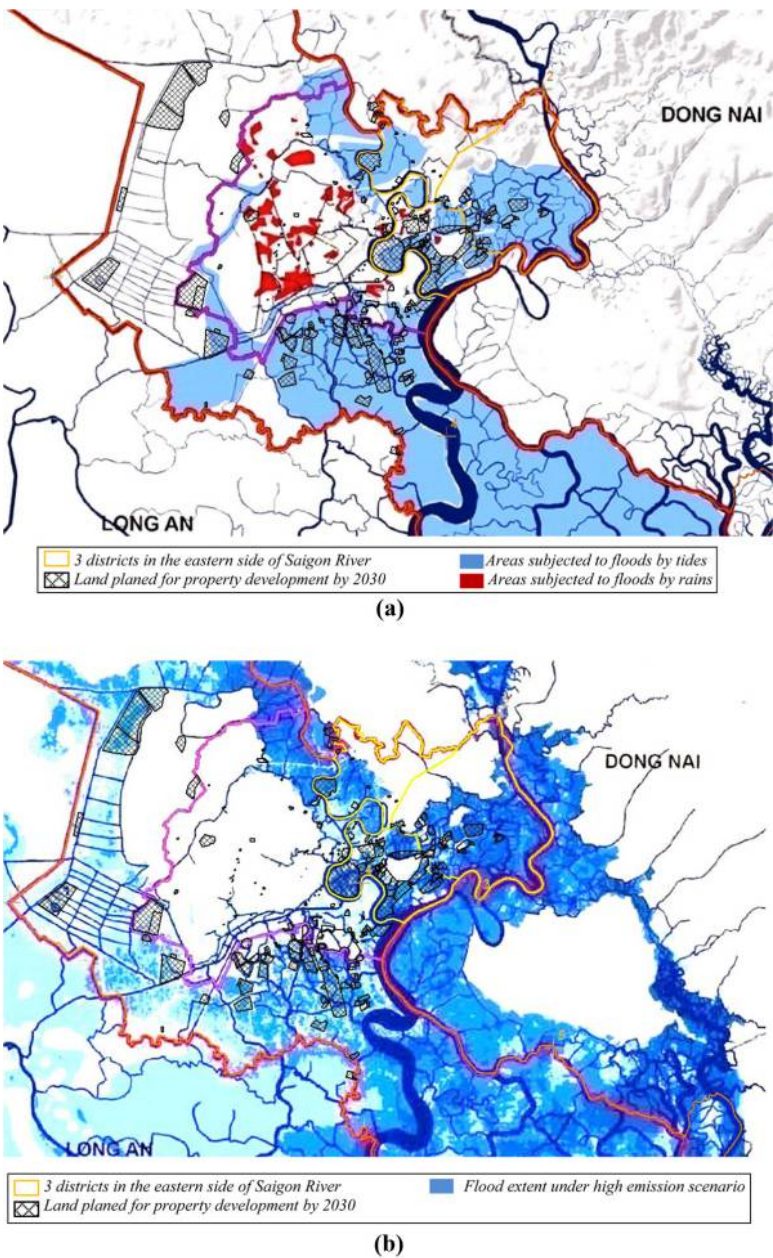 2
DONG NAI
4
LONG AN
3 districts in the eastern side of Saigon River
Areas subjected to floods by tides
Land planed for property development by 2030
Areas subjected to floods by rains
(a)
DONG NAI
LONG AN
3 districts in the eastern side of Saigon River
Flood extent under high emission scenario
Land planed for property development by 2030
(b)